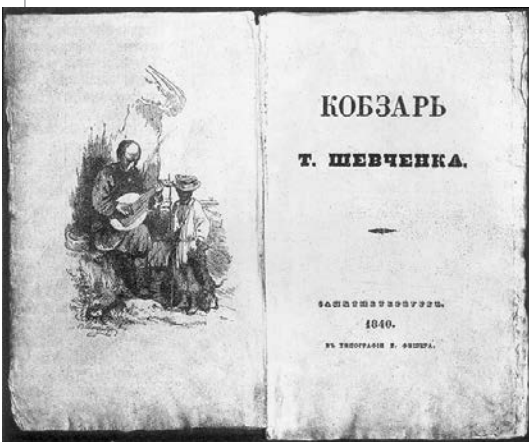 КОБЗАРЬ
Т. ШЕВЧЕНКА.
САНКТПЕТЕРБУРГЪ.
1840.
ВЪ ТИПОГРАФІИ Е. ФИШЕРА.